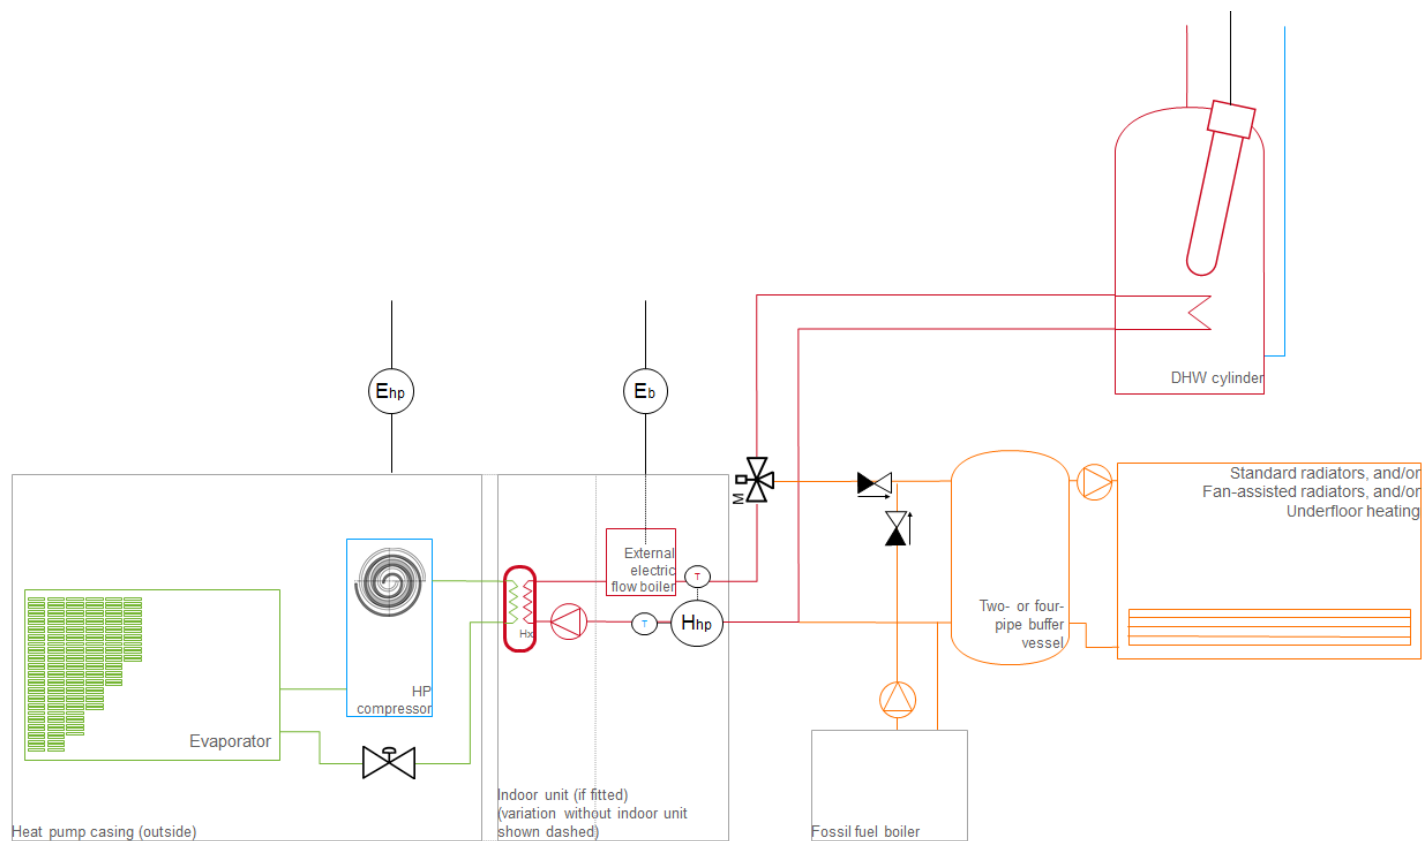 DHW cylinder
Ehp
Eb
M
Standard radiators, and/or
Fan-assisted radiators, and/or
Underfloor heating
External
electric
flow boiler
T
T
Hhp
Hx
Two- or four-
pipe buffer
vessel
HP
compressor
Evaporator
Indoor unit (if fitted)
(variation without indoor unit
shown dashed)
Heat pump casing (outside)
Fossil fuel boiler